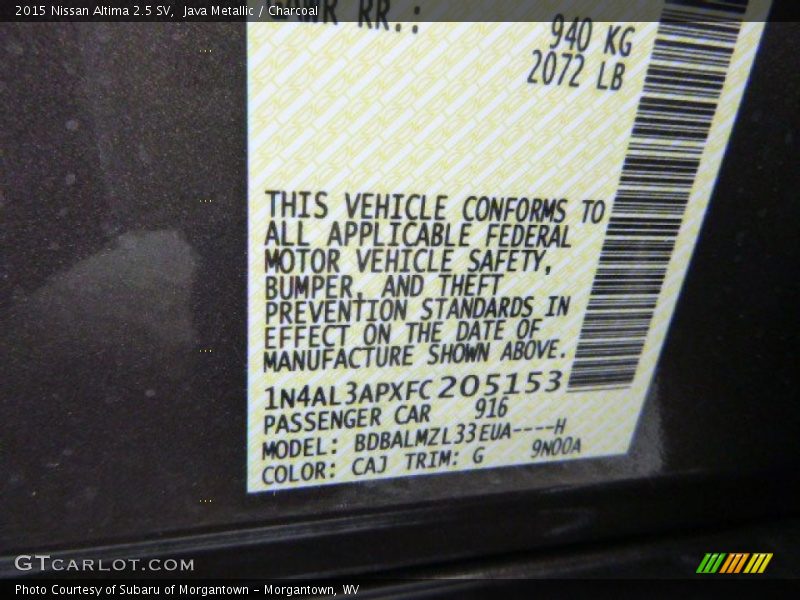 2015 Nissan Altima 2.5 SV, Java Metallic / Charcoal
RR.:
940 KG
2072 LB
THIS VEHICLE CONFORMS TO
ALL APPLICABLE FEDERAL
MOTOR VEHICLE SAFETY,
BUMPER, AND THEFT
PREVENTION STANDARDS IN
EFFECT ON THE DATE OF
MANUFACTURE SHOWN ABOVE.
1N4AL3APXFC205153
PASSENGER CAR 916
MODEL: BDBALMZL33EUA----H
COLOR: CAJ TRIM: G 9N00A
GTCARLOT.COM
Photo Courtesy of Subaru of Morgantown - Morgantown, WV